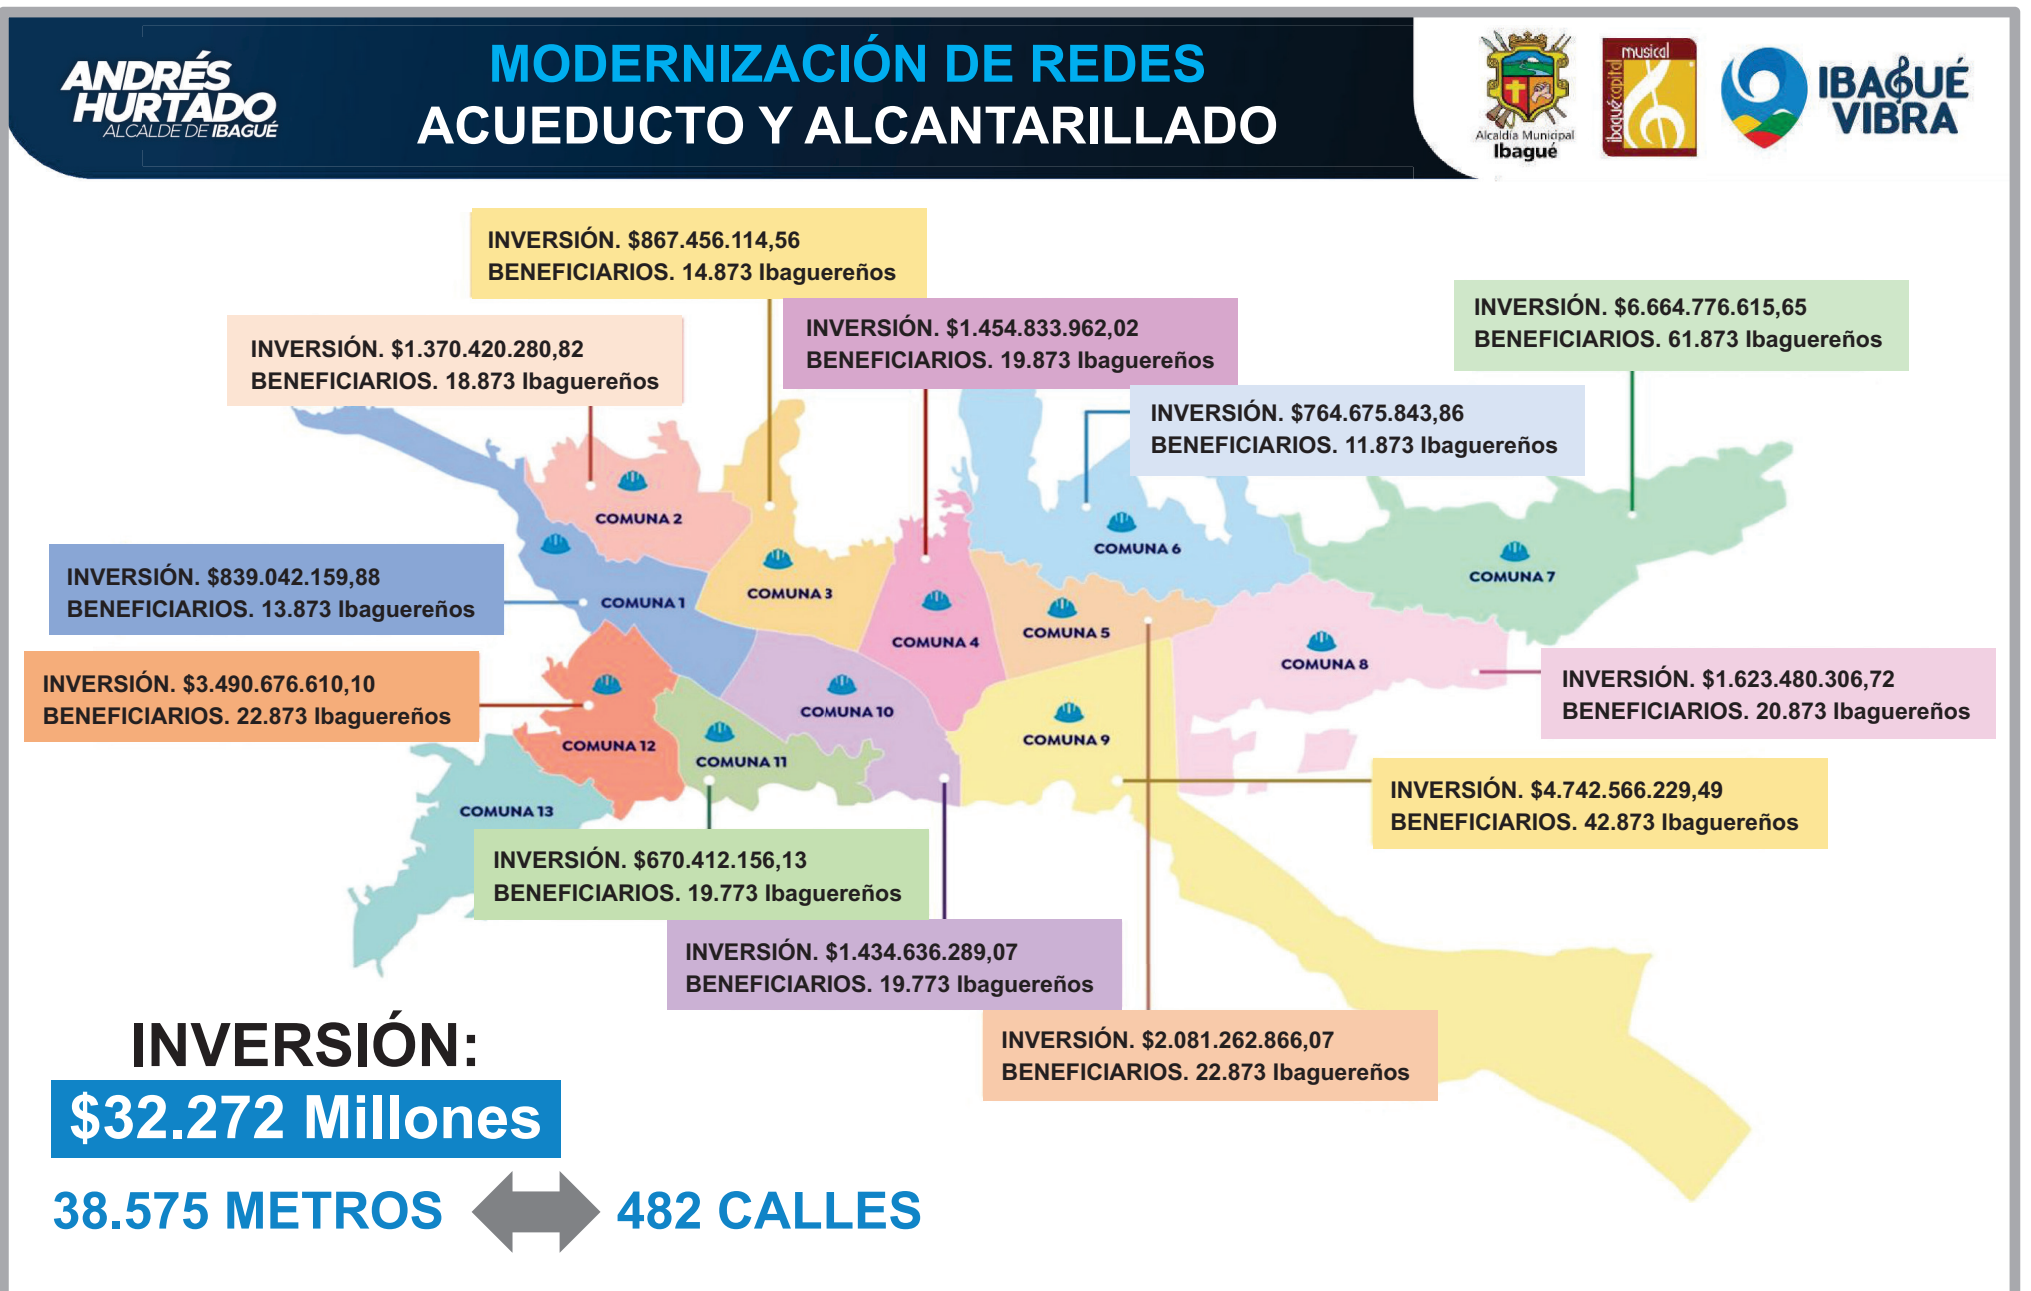 ANDRÉS
HURTADO
ALCALDE DE IBAGUÉ
MODERNIZACIÓN DE REDES
ACUEDUCTO Y ALCANTARILLADO
Alcaldía Municipal
Ibagué
musical
ibaguécapital
IBAGUÉ
VIBRA
INVERSIÓN. $867.456.114,56
BENEFICIARIOS. 14.873 Ibaguereños
INVERSIÓN. $1.370.420.280,82
BENEFICIARIOS. 18.873 Ibaguereños
INVERSIÓN. $1.454.833.962,02
BENEFICIARIOS. 19.873 Ibaguereños
INVERSIÓN. $6.664.776.615,65
BENEFICIARIOS. 61.873 Ibaguereños
INVERSIÓN. $764.675.843,86
BENEFICIARIOS. 11.873 Ibaguereños
COMUNA 2
COMUNA 6
COMUNA 7
INVERSIÓN. $839.042.159,88
BENEFICIARIOS. 13.873 Ibaguereños
COMUNA 1
COMUNA 3
COMUNA 4
COMUNA 5
COMUNA 8
INVERSIÓN. $3.490.676.610,10
BENEFICIARIOS. 22.873 Ibaguereños
INVERSIÓN. $1.623.480.306,72
BENEFICIARIOS. 20.873 Ibaguereños
COMUNA 10
COMUNA 12
COMUNA 11
COMUNA 9
COMUNA 13
INVERSIÓN. $4.742.566.229,49
BENEFICIARIOS. 42.873 Ibaguereños
INVERSIÓN. $670.412.156,13
BENEFICIARIOS. 19.773 Ibaguereños
INVERSIÓN. $1.434.636.289,07
BENEFICIARIOS. 19.773 Ibaguereños
INVERSIÓN. $2.081.262.866,07
BENEFICIARIOS. 22.873 Ibaguereños
INVERSIÓN:
$32.272 Millones
38.575 METROS
482 CALLES